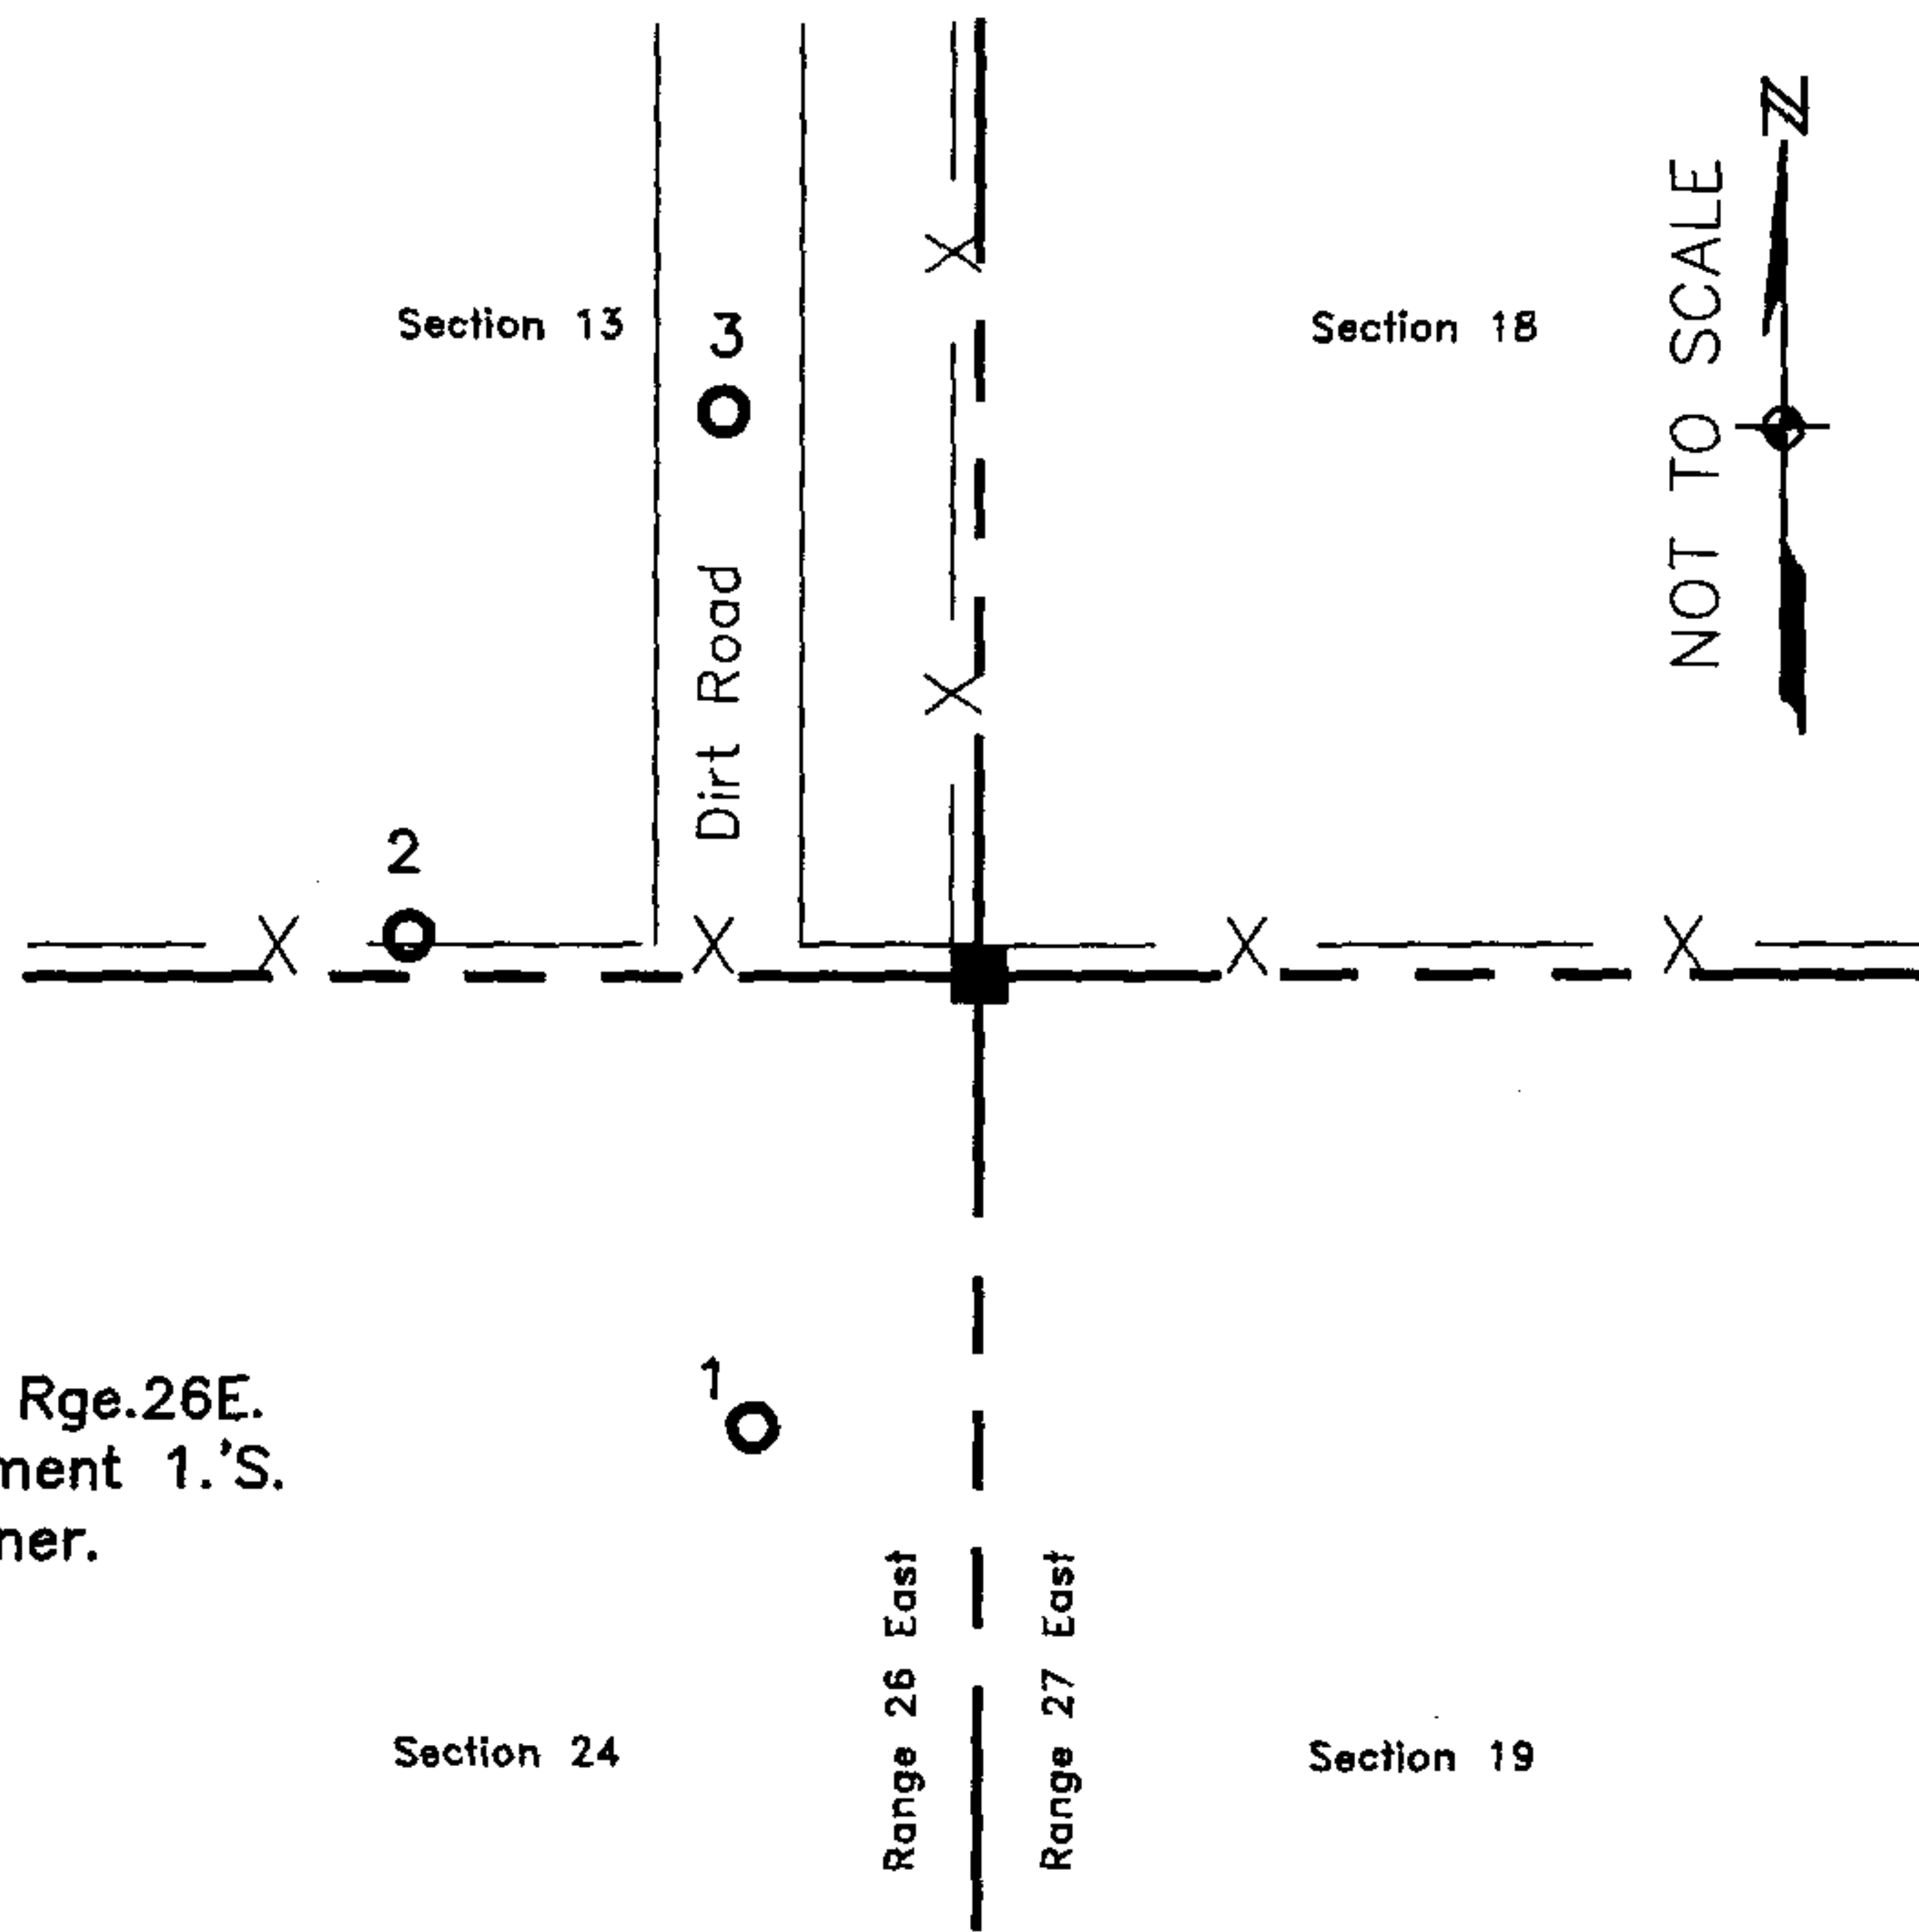 N
NOT TO SCALE
Section 13
3
Section 18
Dirt Road
2
1
Rge.26E.
ment 1.'S.
ner.
Range 26 East
Range 27 East
Section 24
Section 19